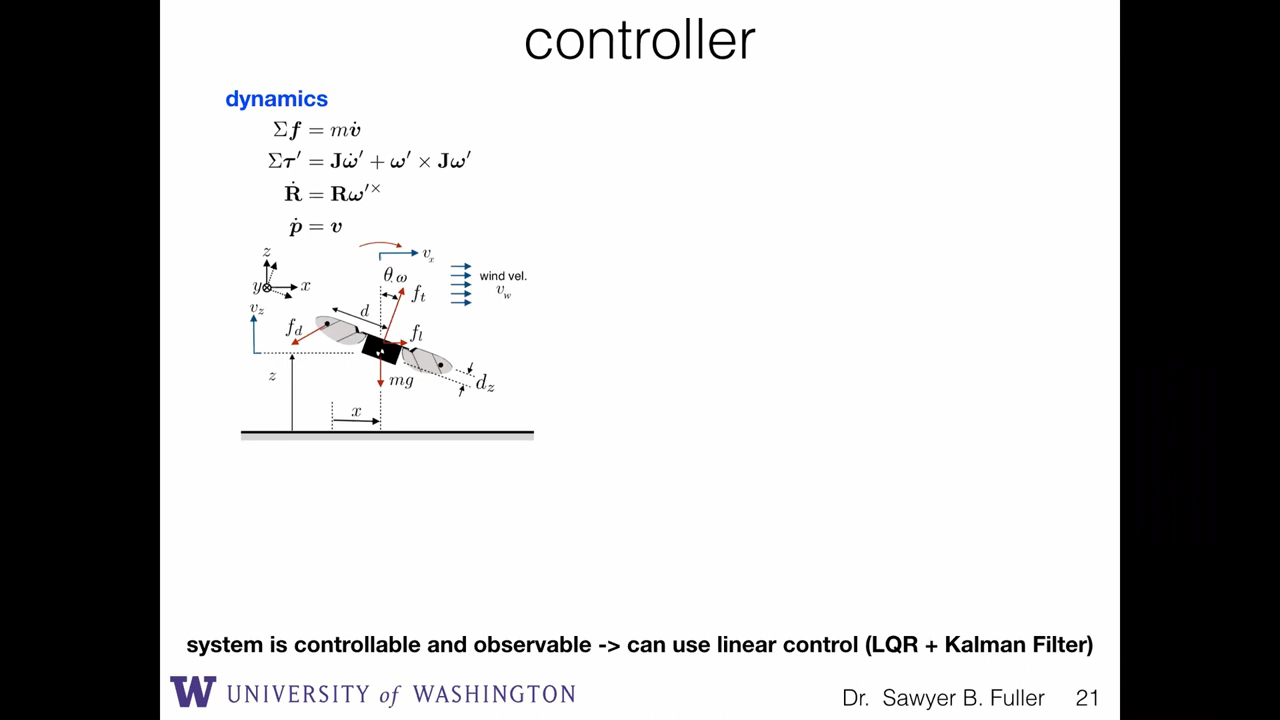 controller
dynamics
Σf = mv̇
Στ′ = Jω̇′ + ω′ × Jω′
Ṙ = Rω′×
ṗ = v
z
y
x
v_x
θ, ω
f_t
wind vel.
v_w
v_z
d
f_d
f_l
z
mg
d_z
x
system is controllable and observable -> can use linear control (LQR + Kalman Filter)
W UNIVERSITY of WASHINGTON
Dr. Sawyer B. Fuller 21